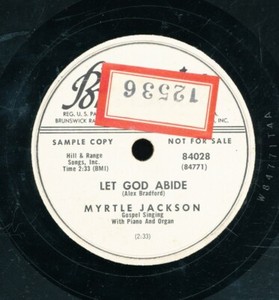 12536
REG. U. S. PA
BRUNSWICK RA
INC.
SAMPLE COPY
NOT FOR SALE
Hill & Range
Songs, Inc.
Time 2:33 (BMI)
84028
(84771)
LET GOD ABIDE
(Alex Bradford)
MYRTLE JACKSON
Gospel Singing
With Piano And Organ
(2:33)